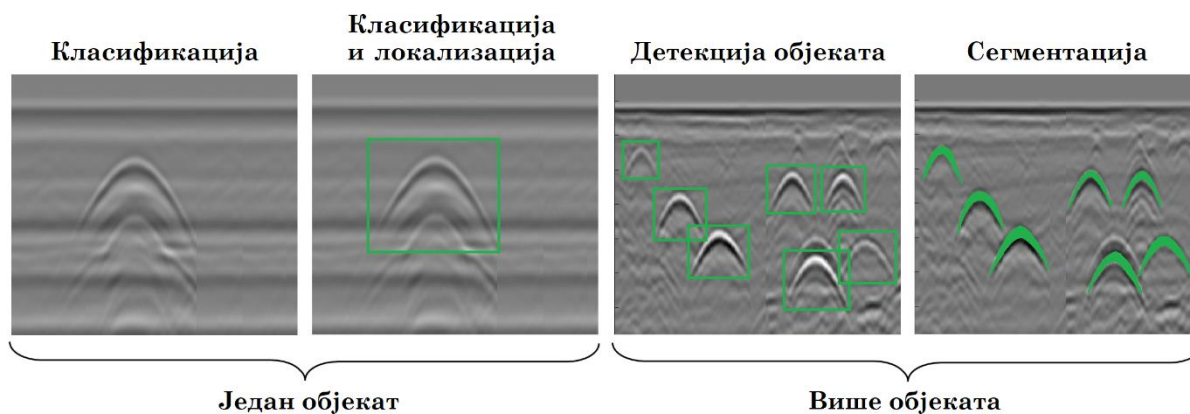 Класификација
Класификација
и локализација
Детекција објеката
Сегментација
Један објекат
Више објеката